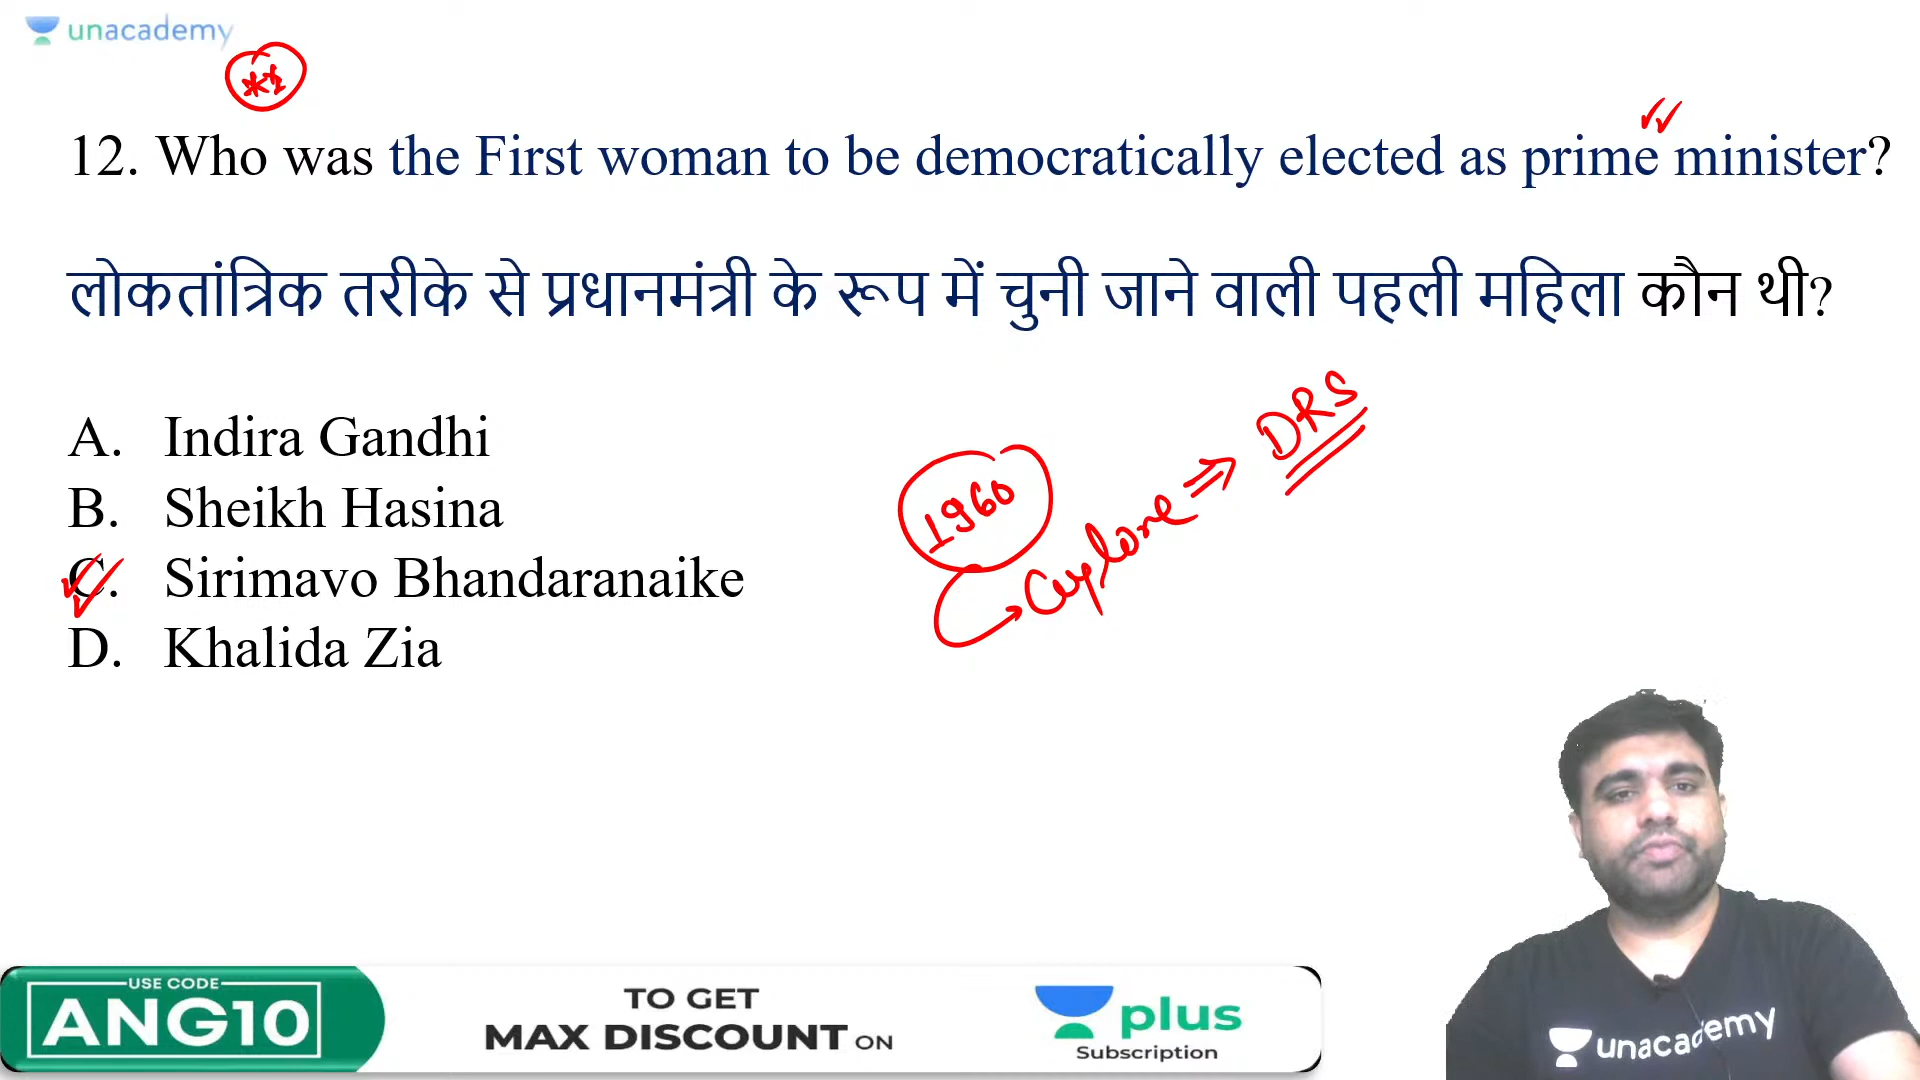 unacademy
12. Who was the First woman to be democratically elected as prime minister?
लोकतांत्रिक तरीके से प्रधानमंत्री के रूप में चुनी जाने वाली पहली महिला कौन थी?
A. Indira Gandhi
B. Sheikh Hasina
C. Sirimavo Bhandaranaike
D. Khalida Zia
1960
DRS
USE CODE
ANG10
TO GET
MAX DISCOUNT ON
plus
Subscription
unacademy